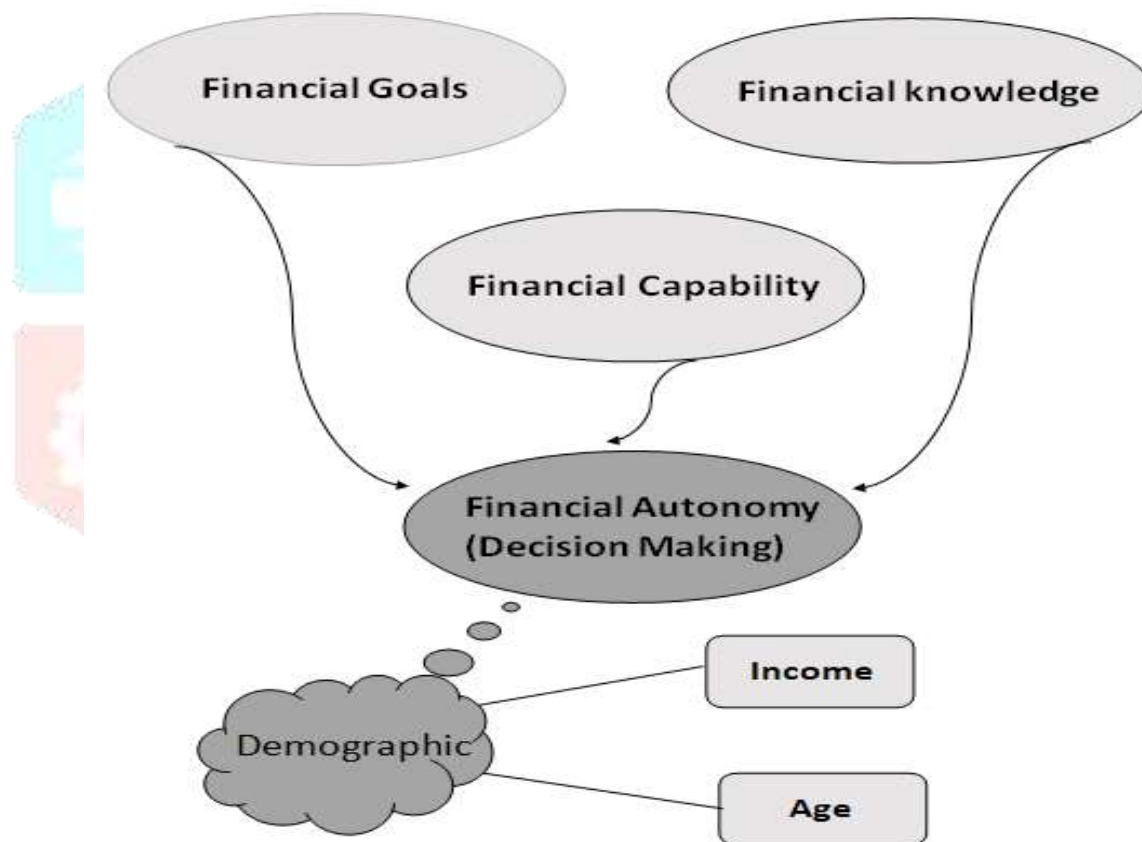 Financial Goals
Financial knowledge
Financial Capability
Financial Autonomy
(Decision Making)
Income
Demographic
Age